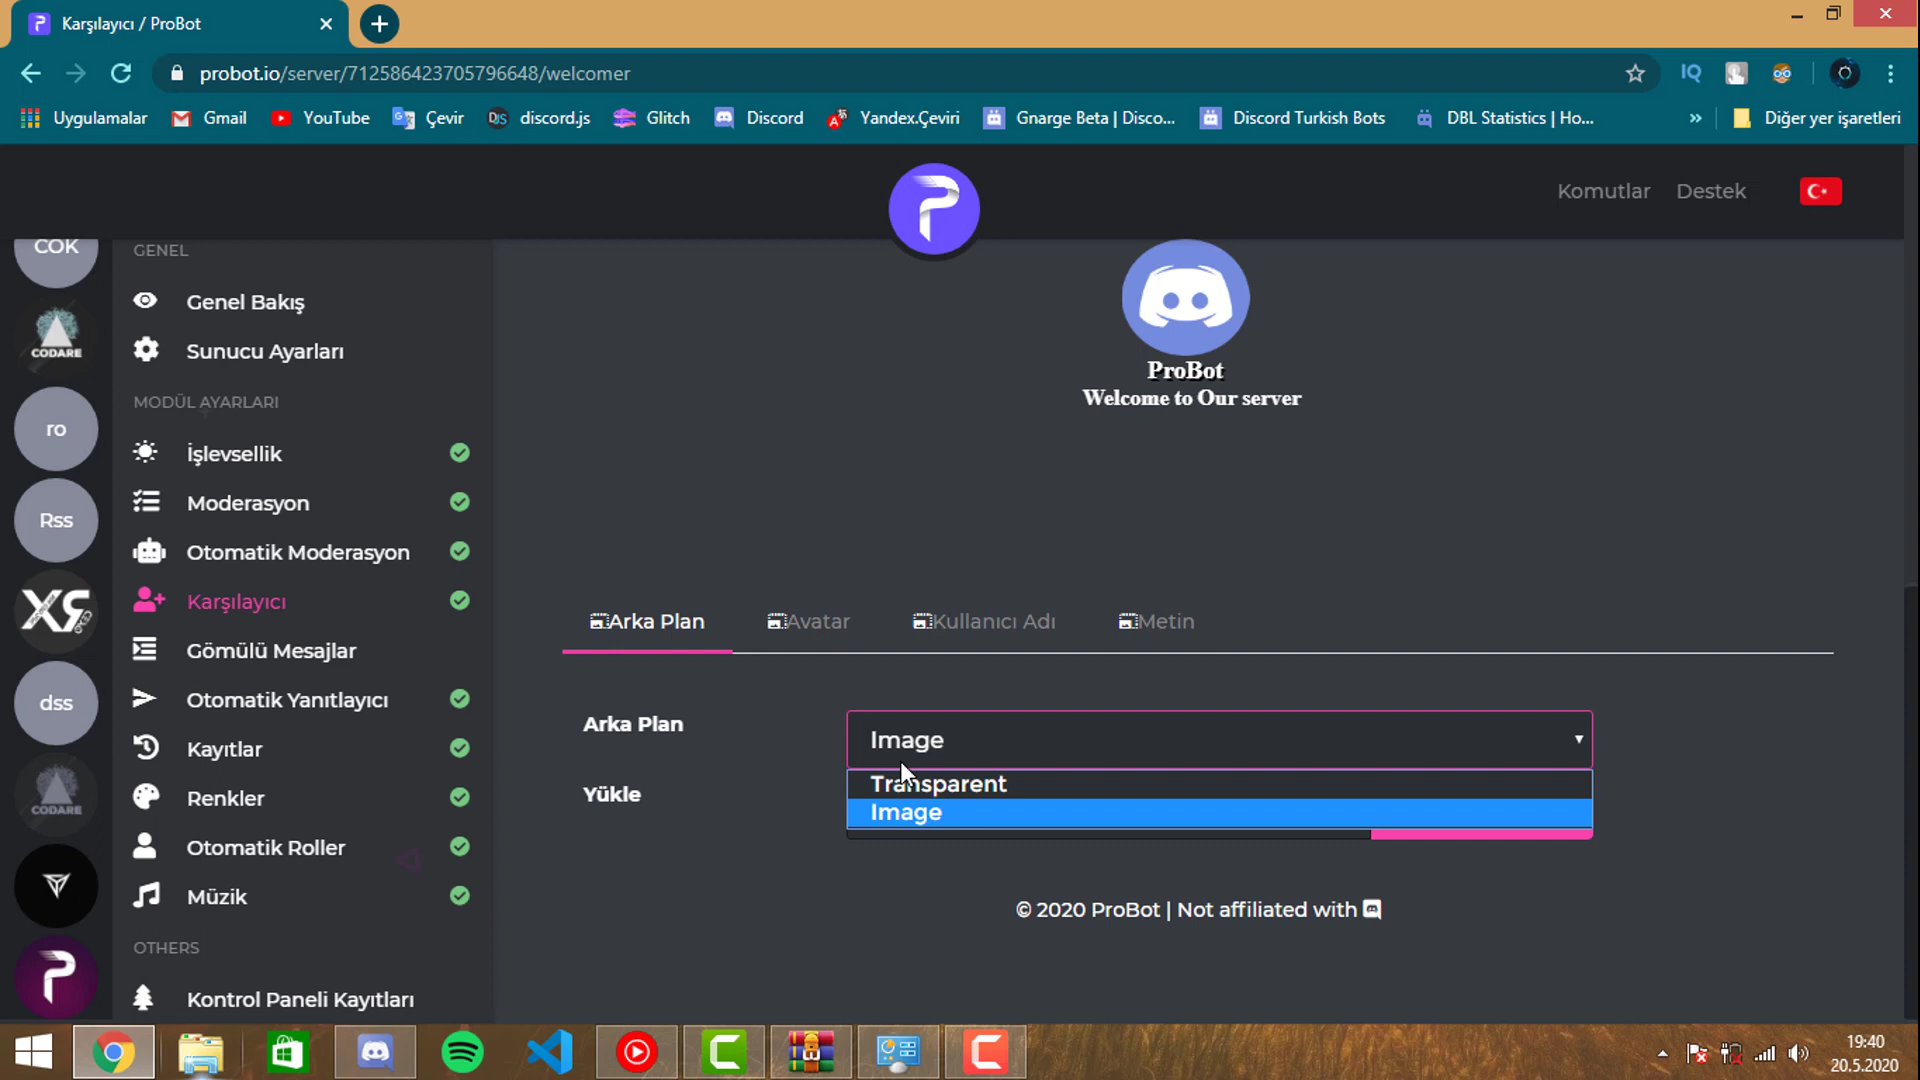 Karşılayıcı / ProBot
probot.io/server/712586423705796648/welcomer
Uygulamalar
Gmail
YouTube
Çevir
discord.js
Glitch
Discord
Yandex.Çeviri
Gnarge Beta | Disco...
Discord Turkish Bots
DBL Statistics | Ho...
»
Diğer yer işaretleri
Komutlar
Destek
COK
CODARE
ro
Rss
dss
CODARE
GENEL
Genel Bakış
Sunucu Ayarları
MODÜL AYARLARI
İşlevsellik
Moderasyon
Otomatik Moderasyon
Karşılayıcı
Gömülü Mesajlar
Otomatik Yanıtlayıcı
Kayıtlar
Renkler
Otomatik Roller
Müzik
OTHERS
Kontrol Paneli Kayıtları
ProBot
Welcome to Our server
Arka Plan
Avatar
Kullanıcı Adı
Metin
Arka Plan
Image
Transparent
Image
Yükle
© 2020 ProBot | Not affiliated with
19:40
20.5.2020